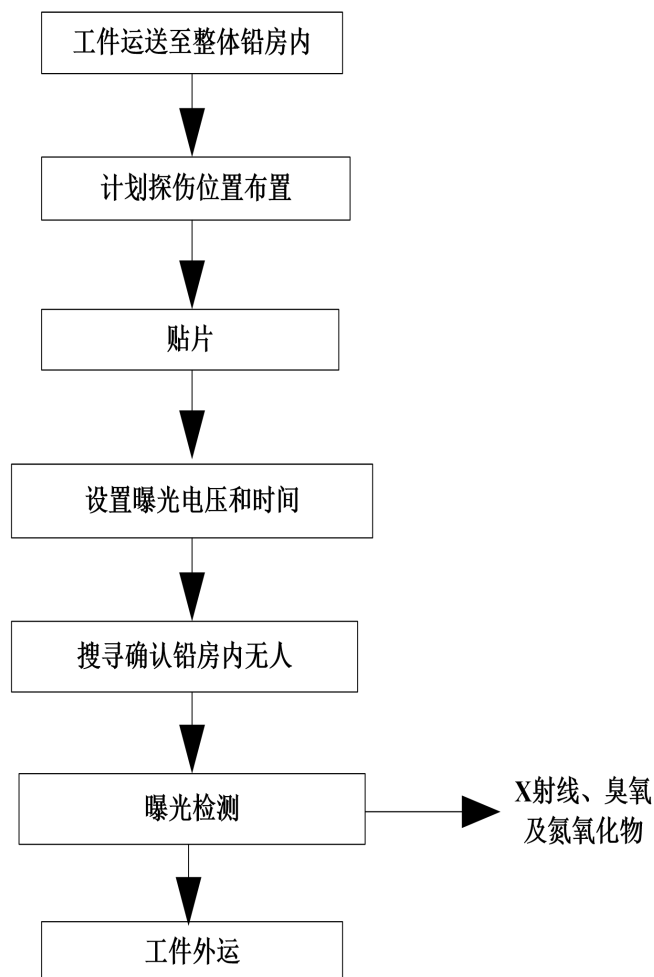 工件运送至整体铅房内
计划探伤位置布置
贴片
设置曝光电压和时间
搜寻确认铅房内无人
曝光检测
X射线、臭氧
及氮氧化物
工件外运